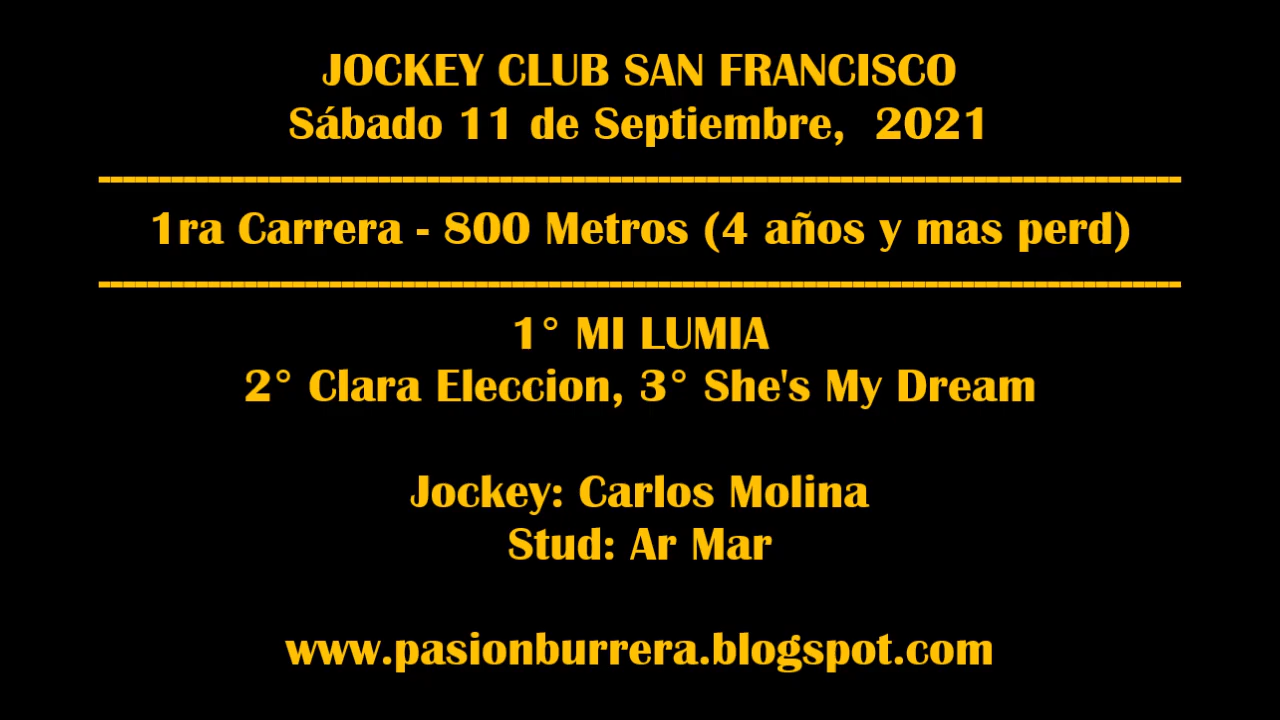 JOCKEY CLUB SAN FRANCISCO
Sábado 11 de Septiembre,  2021
1ra Carrera - 800 Metros (4 años y mas perd)
1° MI LUMIA
2° Clara Eleccion, 3° She's My Dream
Jockey: Carlos Molina
Stud: Ar Mar
www.pasionburrera.blogspot.com